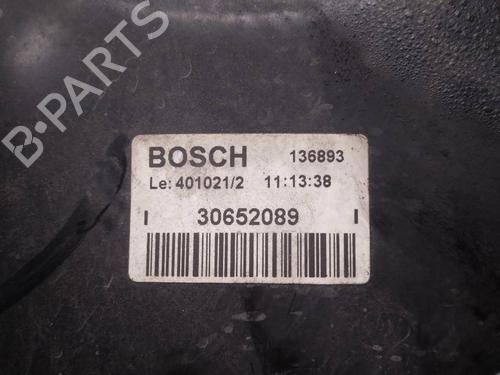 B-PARTS
BOSCH 136893
Le: 401021/2 11:13:38
I 30652089 I